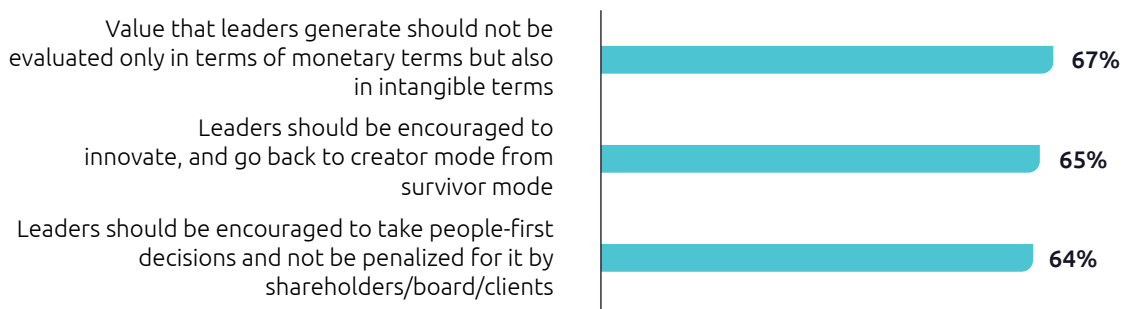 Value that leaders generate should not be
evaluated only in terms of monetary terms but also
in intangible terms
67%
Leaders should be encouraged to
innovate, and go back to creator mode from
survivor mode
65%
Leaders should be encouraged to take people-first
decisions and not be penalized for it by
shareholders/board/clients
64%